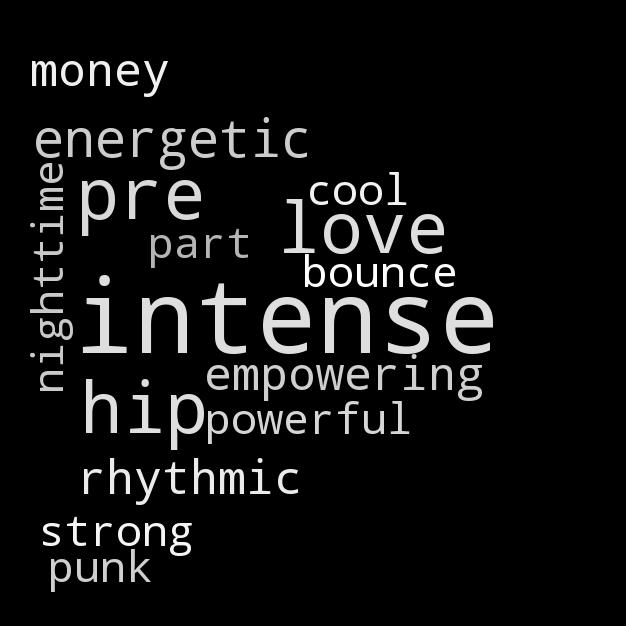 money
energetic
nighttime
pre
cool
love
part
bounce
intense
empowering
hip
powerful
rhythmic
strong
punk